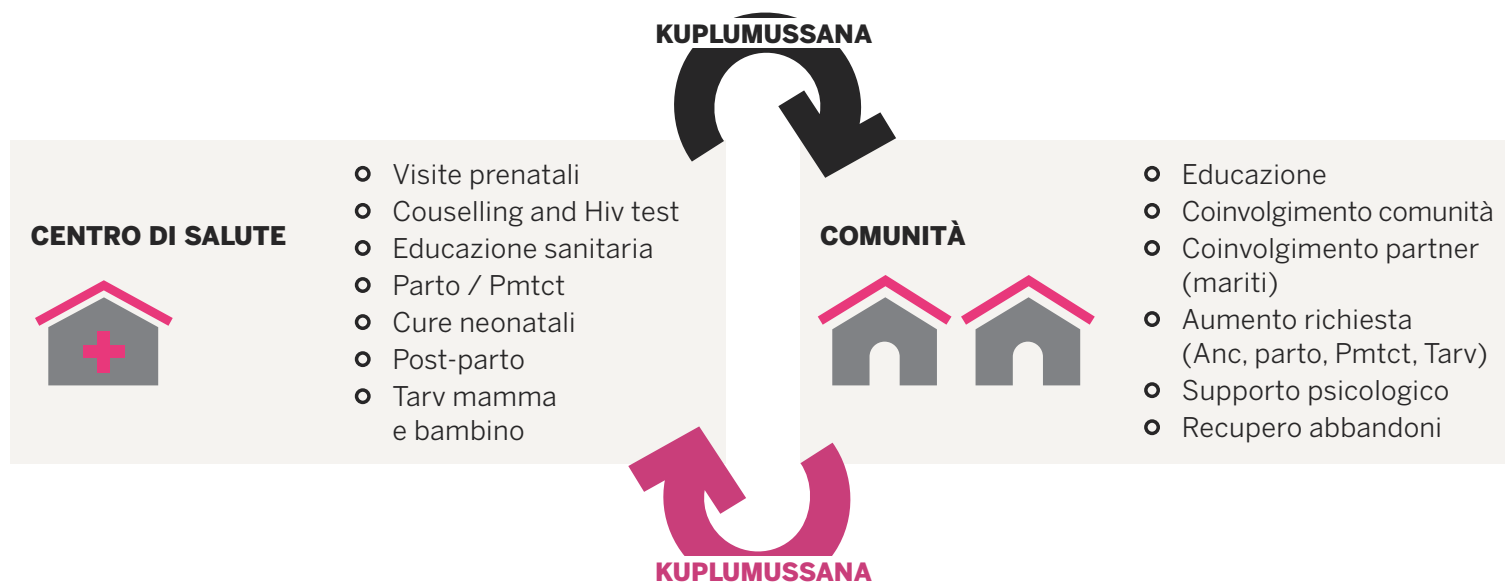 KUPLUMUSSANA
CENTRO DI SALUTE
Visite prenatali
Couselling and Hiv test
Educazione sanitaria
Parto / Pmtct
Cure neonatali
Post-parto
Tarv mamma
e bambino
COMUNITÀ
Educazione
Coinvolgimento comunità
Coinvolgimento partner
(mariti)
Aumento richiesta
(Anc, parto, Pmtct, Tarv)
Supporto psicologico
Recupero abbandoni
KUPLUMUSSANA